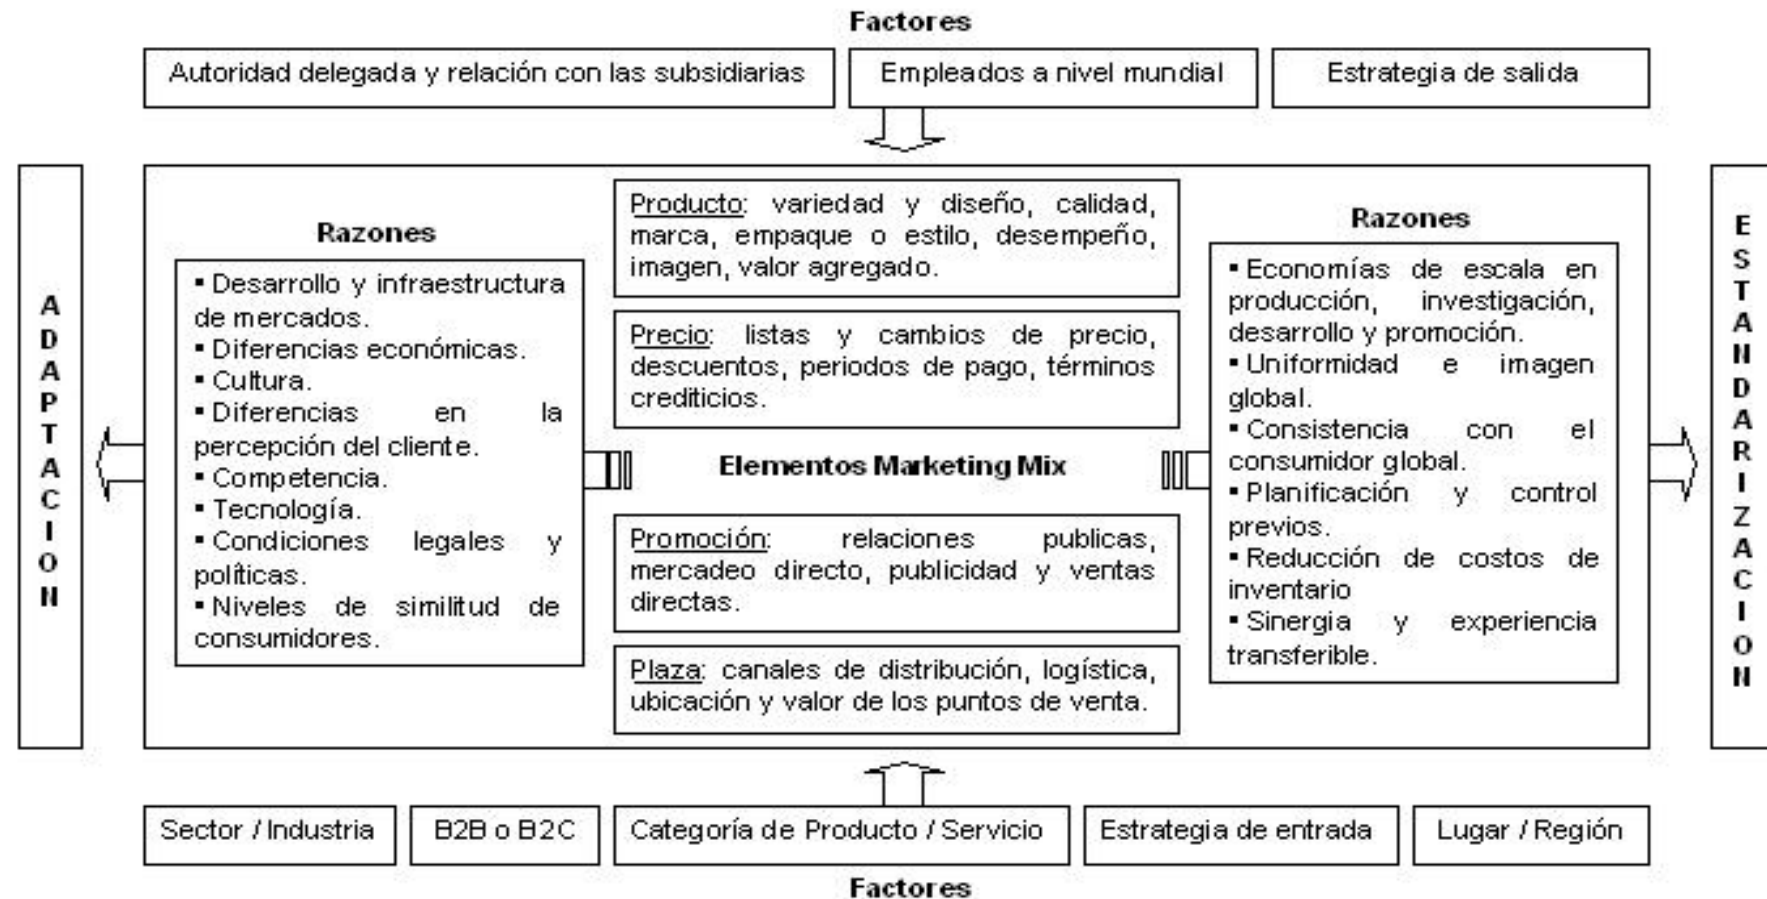 Factores
Autoridad delegada y relación con las subsidiarias
Empleados a nivel mundial
Estrategia de salida
ADAPTACION
Razones
▪ Desarrollo y infraestructura
de mercados.
▪ Diferencias económicas.
▪ Cultura.
▪ Diferencias en la
percepción del cliente.
▪ Competencia.
▪ Tecnología.
▪ Condiciones legales y
políticas.
▪ Niveles de similitud de
consumidores.
Producto: variedad y diseño, calidad,
marca, empaque o estilo, desempeño,
imagen, valor agregado.
Precio: listas y cambios de precio,
descuentos, periodos de pago, términos
crediticios.
Elementos Marketing Mix
Promoción: relaciones publicas,
mercadeo directo, publicidad y ventas
directas.
Plaza: canales de distribución, logística,
ubicación y valor de los puntos de venta.
Razones
▪ Economías de escala en
producción, investigación,
desarrollo y promoción.
▪ Uniformidad e imagen
global.
▪ Consistencia con el
consumidor global.
▪ Planificación y control
previos.
▪ Reducción de costos de
inventario
▪ Sinergia y experiencia
transferible.
ESTANDARIZACION
Sector / Industria
B2B o B2C
Categoría de Producto / Servicio
Estrategia de entrada
Lugar / Región
Factores